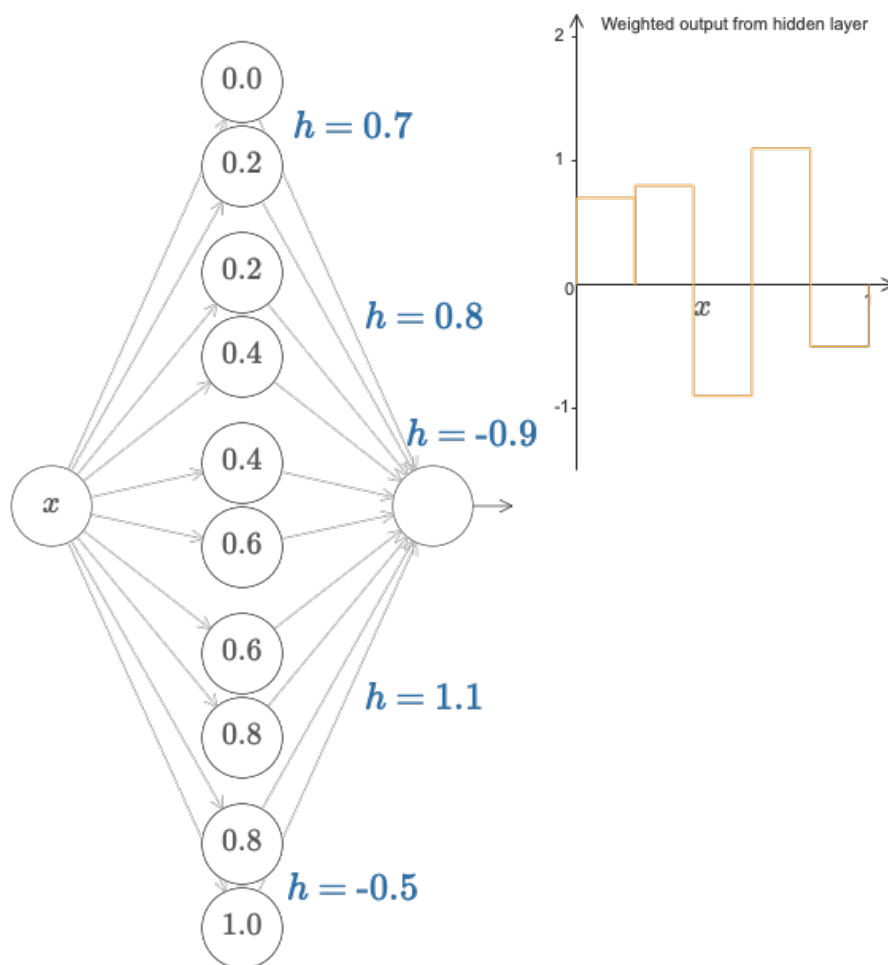 Weighted output from hidden layer
2
1
0
-1
x
1
0.0
h = 0.7
0.2
0.2
h = 0.8
0.4
h = -0.9
0.4
x
0.6
0.6
h = 1.1
0.8
0.8
h = -0.5
1.0